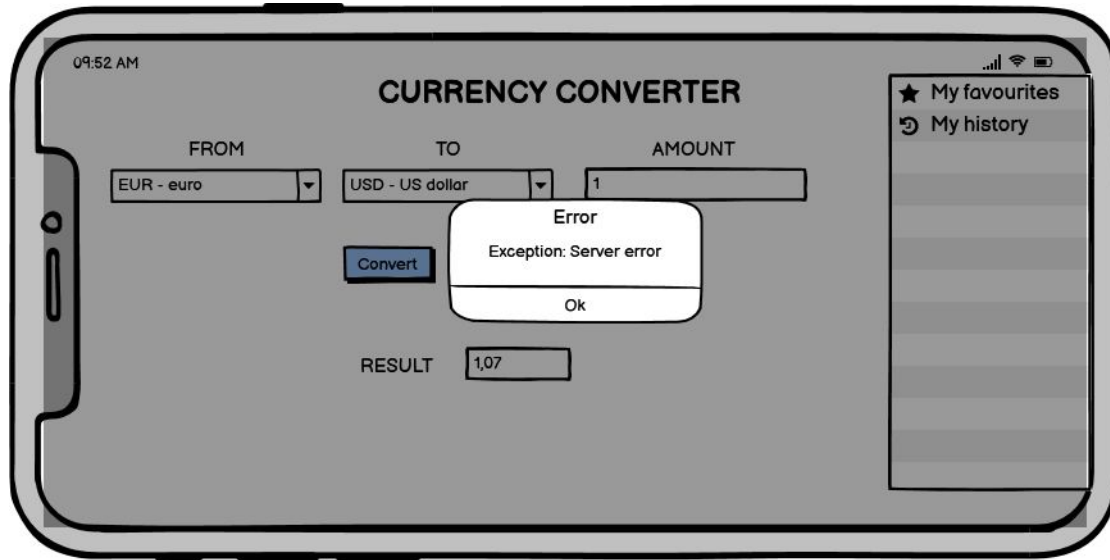 09:52 AM
CURRENCY CONVERTER
My favourites
My history
FROM TO AMOUNT
EUR - euro USD - US dollar 1
Error
Exception: Server error
Convert
Ok
RESULT 1,07